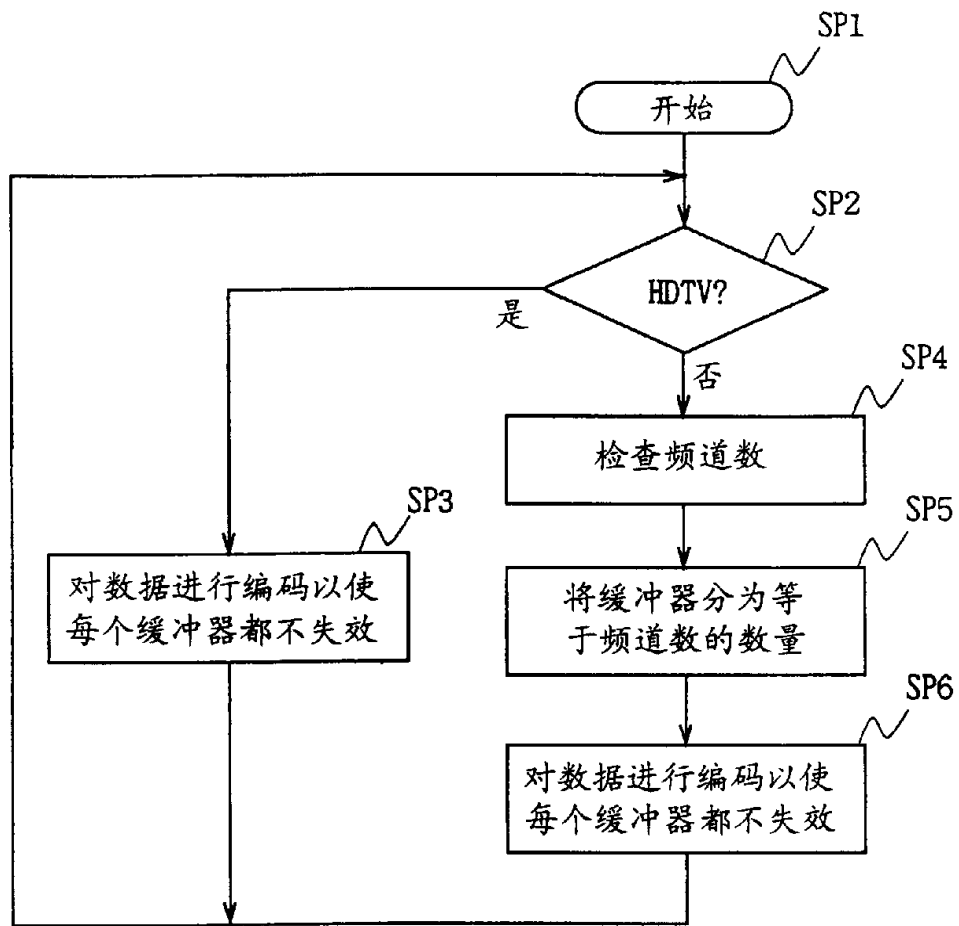 SP1
开始
SP2
HDTV?
是
否
SP4
检查频道数
SP3
对数据进行编码以使
每个缓冲器都不失效
SP5
将缓冲器分为等
于频道数的数量
SP6
对数据进行编码以使
每个缓冲器都不失效